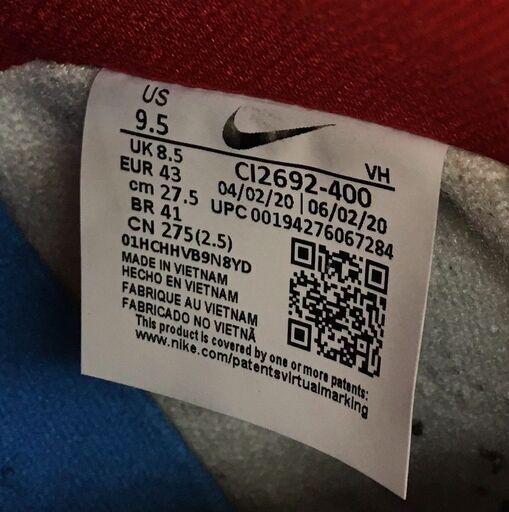 US
9.5
UK 8.5
EUR 43
cm 27.5
BR 41
CN 275(2.5)
CI2692-400
VH
04/02/20 | 06/02/20
UPC 00194276067284
01HCHHVB9N8YD
MADE IN VIETNAM
HECHO EN VIETNAM
FABRIQUE AU VIETNAM
FABRICADO NO VIETNÃ
This product is covered by one or more patents:
www.nike.com/patentsvirtualmarking